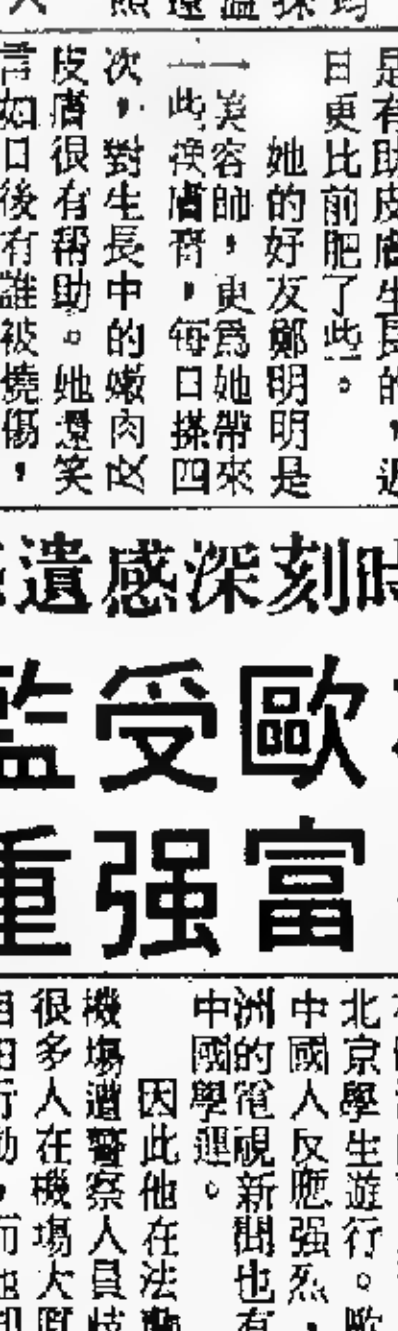 是有助皮膚生長的，
日更比前肥了些。
她的好友鄭明明是
一美容師，更爲她帶來
一些換膚膏，每日搽四
次，對生長中的嫩肉
皮膚很有帮助。她還笑
言如日後有誰被燒傷，
遺感深刻時
監受歐
重强富
北京學生遊行。歐
中國人反應强烈，
洲的電視新聞也有
中國學運。
因此他在法
機場遭警察人員歧
很多人在機場大